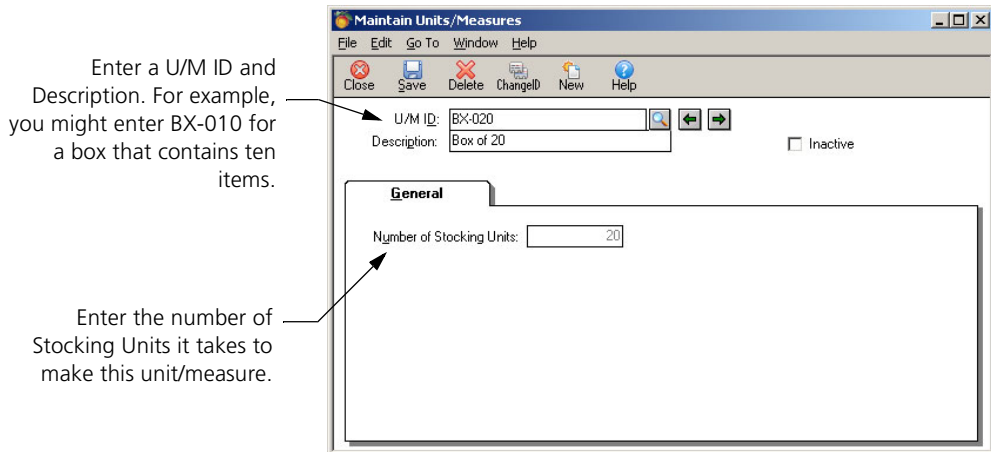 Maintain Units/Measures
File Edit Go To Window Help
Close Save Delete ChangeID New Help
Enter a U/M ID and
Description. For example,
you might enter BX-010 for
a box that contains ten
items.
U/M ID: BX-020
Description: Box of 20
Inactive
General
Number of Stocking Units: 20
Enter the number of
Stocking Units it takes to
make this unit/measure.